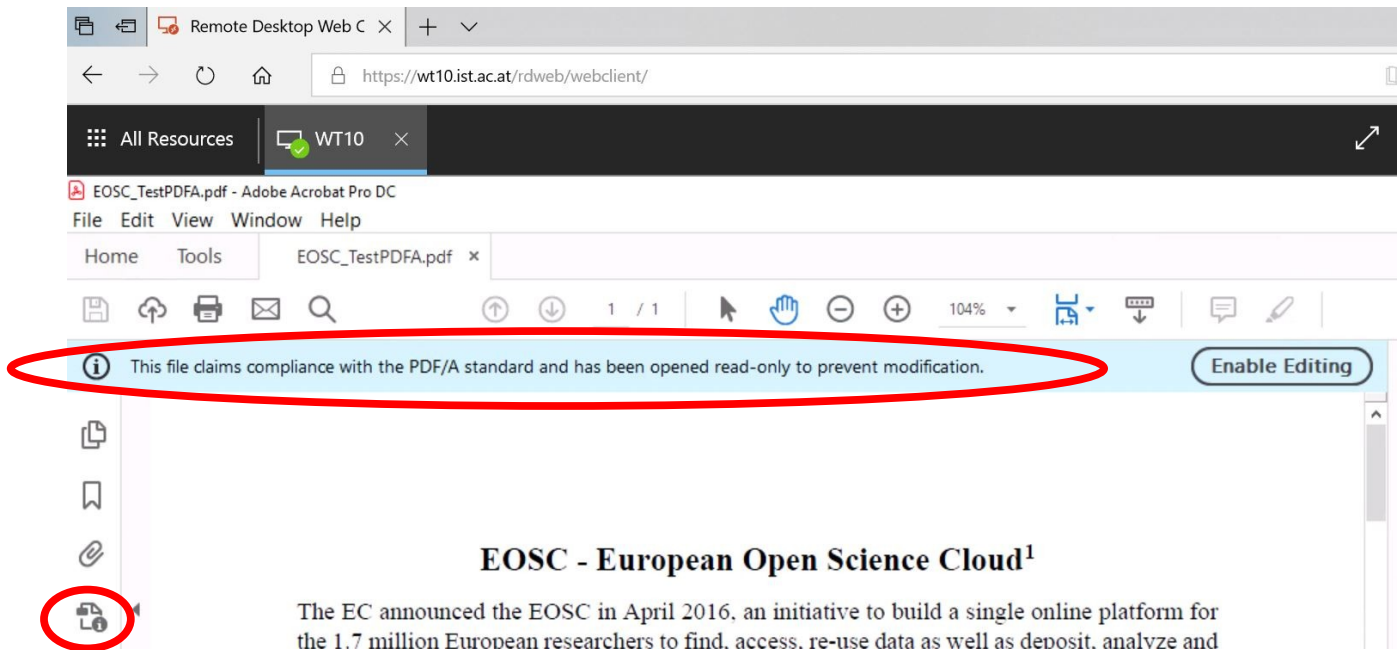 Remote Desktop Web C
https://wt10.ist.ac.at/rdweb/webclient/
All Resources WT10
EOSC_TestPDFA.pdf - Adobe Acrobat Pro DC
File Edit View Window Help
Home Tools EOSC_TestPDFA.pdf ×
1 / 1 104%
This file claims compliance with the PDF/A standard and has been opened read-only to prevent modification. Enable Editing
EOSC - European Open Science Cloud¹
The EC announced the EOSC in April 2016, an initiative to build a single online platform for
the 1.7 million European researchers to find, access, re-use data as well as deposit, analyze and